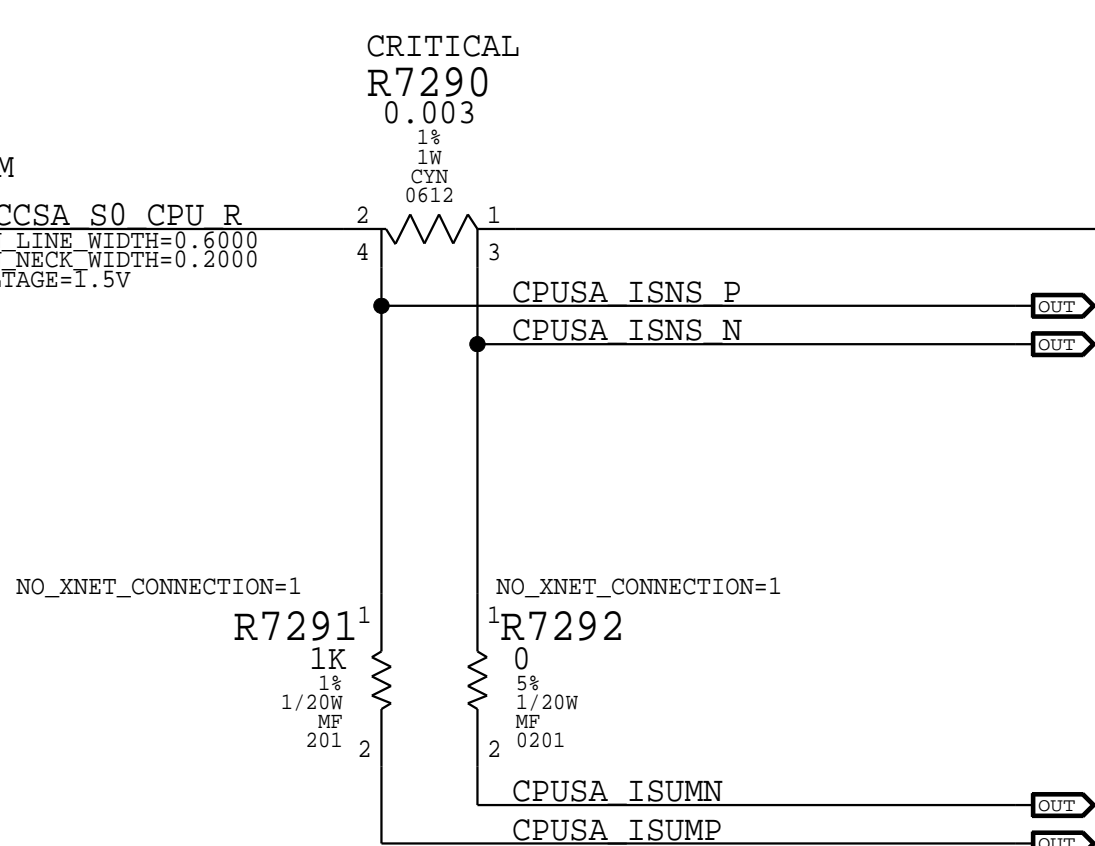 CRITICAL
R7290
0.003
1%
1W
CYN
0612
M
CCSA_S0_CPU_R
2
1
_LINE_WIDTH=0.6000
_NECK_WIDTH=0.2000
TAGE=1.5V
4
3
CPUSA_ISNS_P
OUT
CPUSA_ISNS_N
OUT
NO_XNET_CONNECTION=1
NO_XNET_CONNECTION=1
R7291
1
1
R7292
1K
0
1%
5%
1/20W
1/20W
MF
MF
201
2
2
0201
CPUSA_ISUMN
OUT
CPUSA_ISUMP
OUT